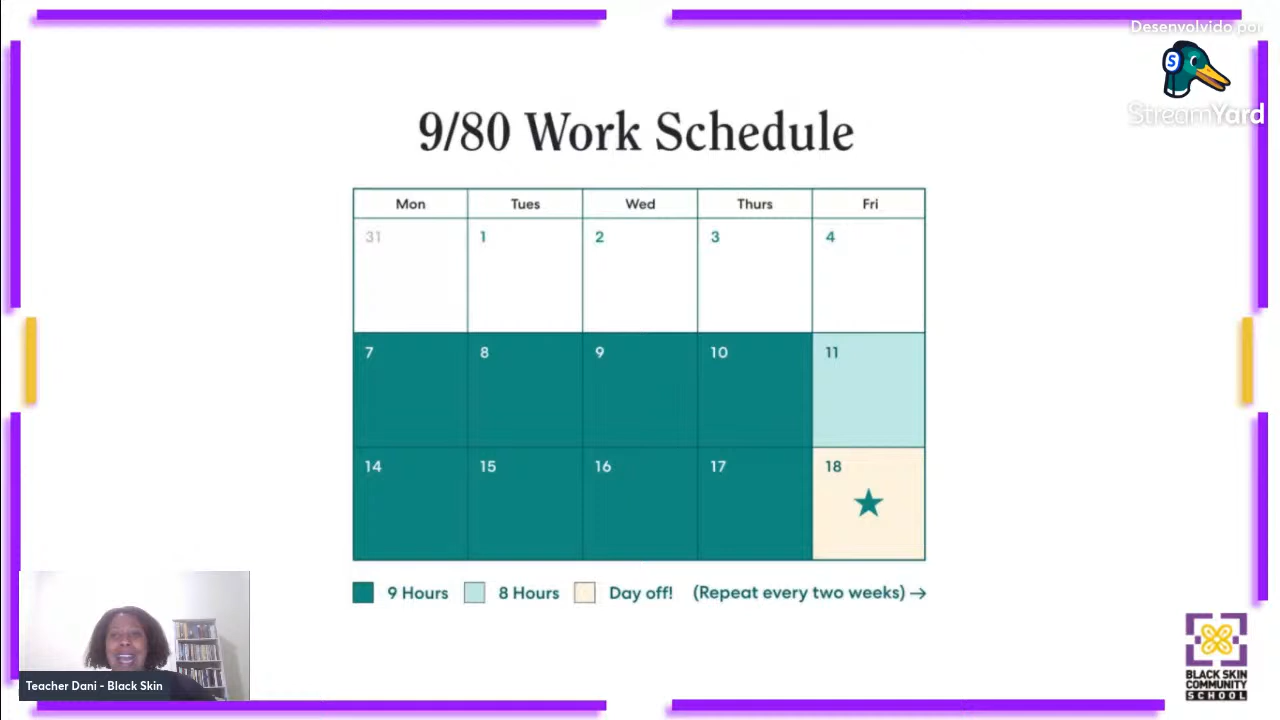 Desenvolvido por
S
StreamYard
9/80 Work Schedule
Mon Tues Wed Thurs Fri
31 1 2 3 4
7 8 9 10 11
14 15 16 17 18
9 Hours 8 Hours Day off! (Repeat every two weeks) →
Teacher Dani - Black Skin
BLACK SKIN
COMMUNITY
SCHOOL